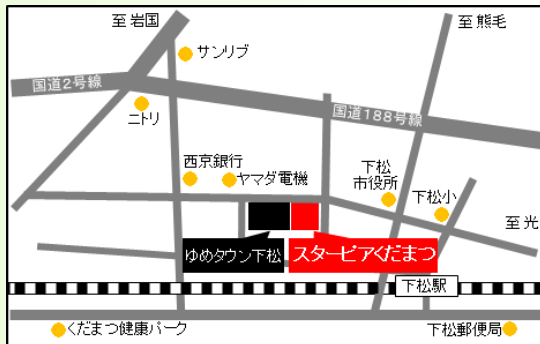 至岩国
至熊毛
サンリブ
国道2号線
ニトリ
国道188号線
西京銀行
ヤマダ電機
下松
市役所
下松小
至光
ゆめタウン下松
スターピアくだまつ
下松駅
くだまつ健康パーク
下松郵便局